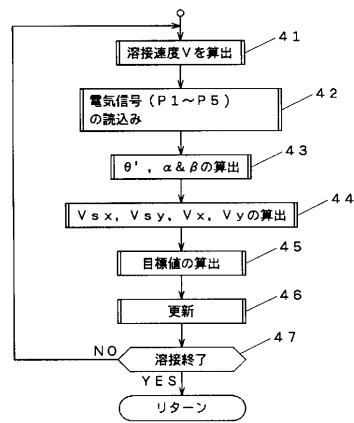 41
溶接速度Vを算出
42
電気信号(P1～P5)
の読込み
43
θ', α&βの算出
44
Vsx, Vsy, Vx, Vyの算出
45
目標値の算出
46
更新
47
NO
溶接終了
YES
リターン